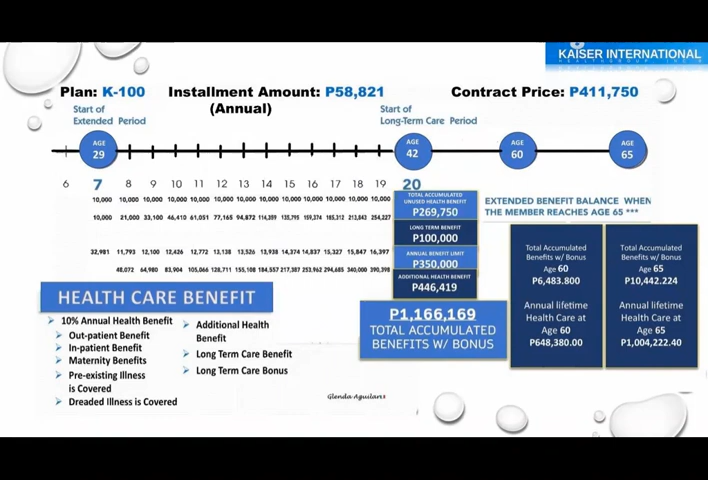 KAISER INTERNATIONAL
Plan: K-100 Installment Amount: P58,821 Contract Price: P411,750
(Annual)
Start of
Extended Period
Start of
Long-Term Care Period
AGE
29
AGE
42
AGE
60
AGE
65
6 7 8 9 10 11 12 13 14 15 16 17 18 19 20
10,000 10,000 10,000 10,000 10,000 10,000 10,000 10,000 10,000 10,000 10,000 10,000 10,000
10,000 21,000 33,100 46,410 61,051 77,165 94,872 114,359 135,795 159,374 185,312 213,843 254,227
32,981 11,793 12,100 12,426 12,772 13,138 13,526 13,938 14,374 14,837 15,327 15,847 16,397
48,072 64,980 83,904 105,066 128,711 155,108 184,557 217,387 253,962 294,685 340,000 390,398
TOTAL ACCUMULATED
UNUSED HEALTH BENEFIT
P269,750
LONG TERM BENEFIT
P100,000
ANNUAL BENEFIT LIMIT
P350,000
ADDITIONAL HEALTH BENEFIT
P446,419
P1,166,169
TOTAL ACCUMULATED
BENEFITS W/ BONUS
EXTENDED BENEFIT BALANCE WHEN
THE MEMBER REACHES AGE 65 ***
Total Accumulated
Benefits w/ Bonus
Age 60
P6,483.800
Annual lifetime
Health Care at
Age 60
P648,380.00
Total Accumulated
Benefits w/ Bonus
Age 65
P10,442.224
Annual lifetime
Health Care at
Age 65
P1,004,222.40
HEALTH CARE BENEFIT
10% Annual Health Benefit
Out-patient Benefit
In-patient Benefit
Maternity Benefits
Pre-existing Illness
is Covered
Dreaded Illness is Covered
Additional Health
Benefit
Long Term Care Benefit
Long Term Care Bonus